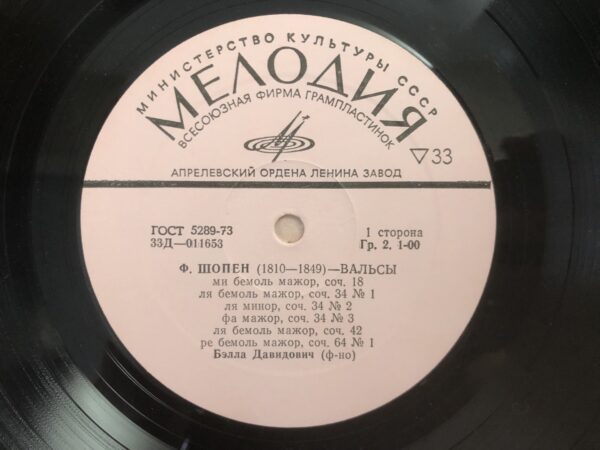 МИНИСТЕРСТВО КУЛЬТУРЫ СССР
МЕЛОДИЯ
ВСЕСОЮЗНАЯ ФИРМА ГРАМПЛАСТИНОК
▽33
АПРЕЛЕВСКИЙ ОРДЕНА ЛЕНИНА ЗАВОД
ГОСТ 5289-73
33Д—011653
1 сторона
Гр. 2. 1-00
Ф. ШОПЕН (1810—1849)—ВАЛЬСЫ
ми бемоль мажор, соч. 18
ля бемоль мажор, соч. 34 № 1
ля минор, соч. 34 № 2
фа мажор, соч. 34 № 3
ля бемоль мажор, соч. 42
ре бемоль мажор, соч. 64 № 1
Бэлла Давидович (ф-но)